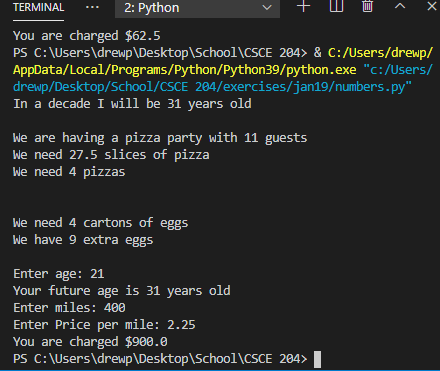 TERMINAL ... 2: Python
You are charged $62.5
PS C:\Users\drewp\Desktop\School\CSCE 204> & C:/Users/drewp/
AppData/Local/Programs/Python/Python39/python.exe "c:/Users/
drewp/Desktop/School/CSCE 204/exercises/jan19/numbers.py"
In a decade I will be 31 years old
We are having a pizza party with 11 guests
We need 27.5 slices of pizza
We need 4 pizzas
We need 4 cartons of eggs
We have 9 extra eggs
Enter age: 21
Your future age is 31 years old
Enter miles: 400
Enter Price per mile: 2.25
You are charged $900.0
PS C:\Users\drewp\Desktop\School\CSCE 204>